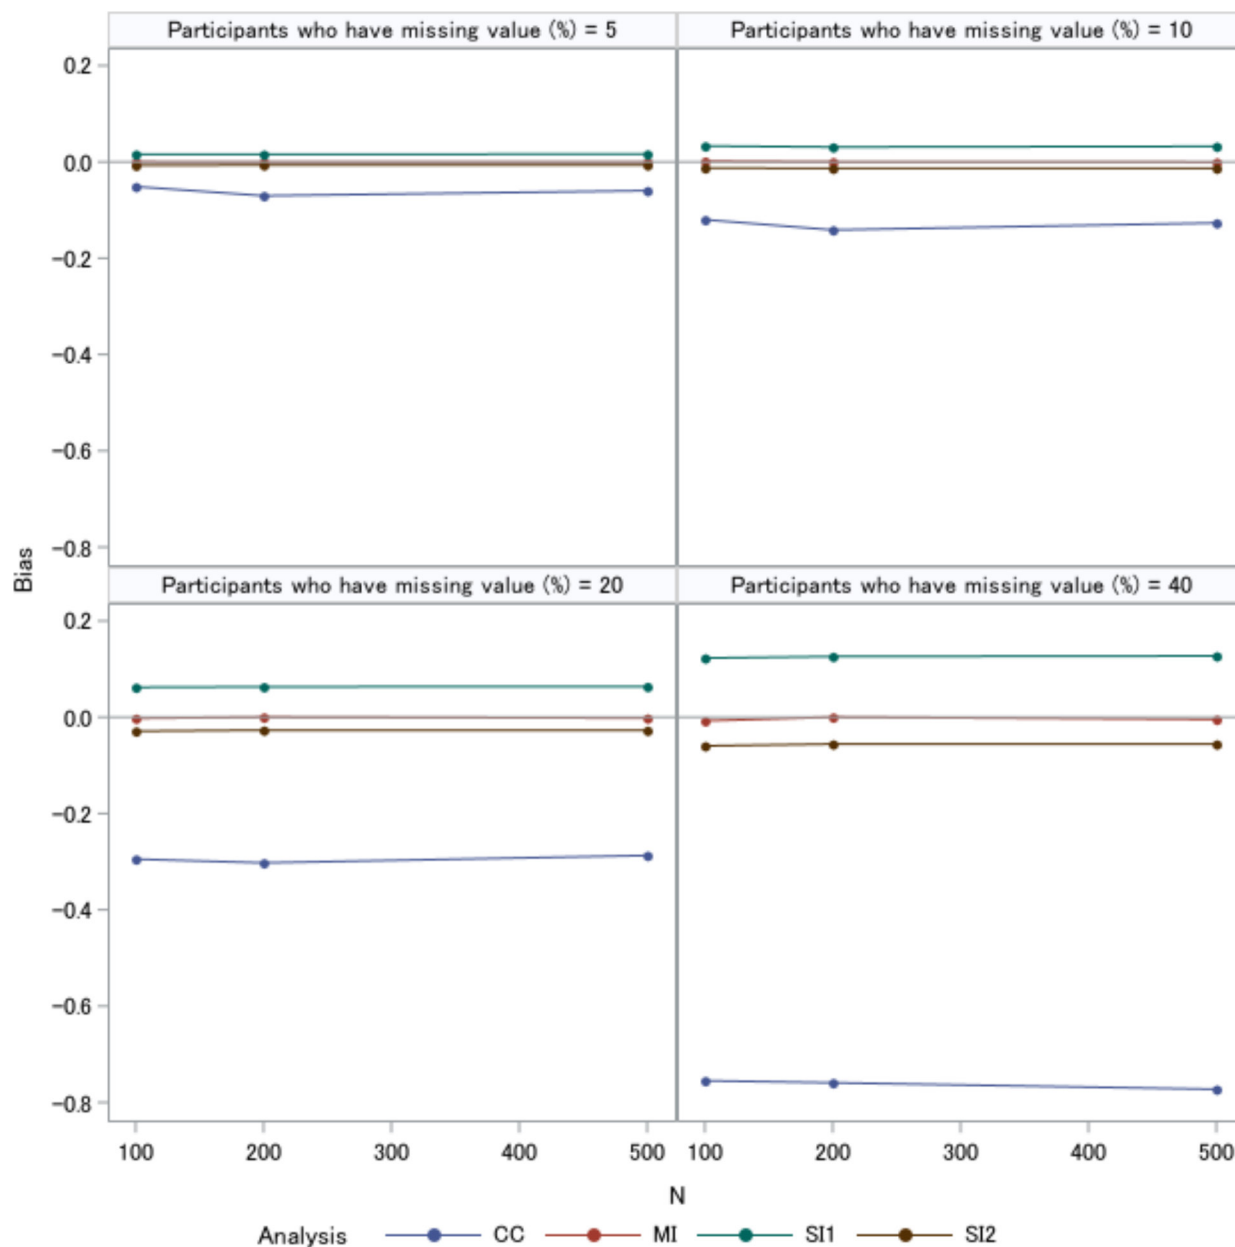 Participants who have missing value (%) = 5
Participants who have missing value (%) = 10
0.2
0.0
−0.2
−0.4
−0.6
−0.8
Bias
Participants who have missing value (%) = 20
Participants who have missing value (%) = 40
0.2
0.0
−0.2
−0.4
−0.6
−0.8
100 200 300 400 500
100 200 300 400 500
N
Analysis CC MI SI1 SI2